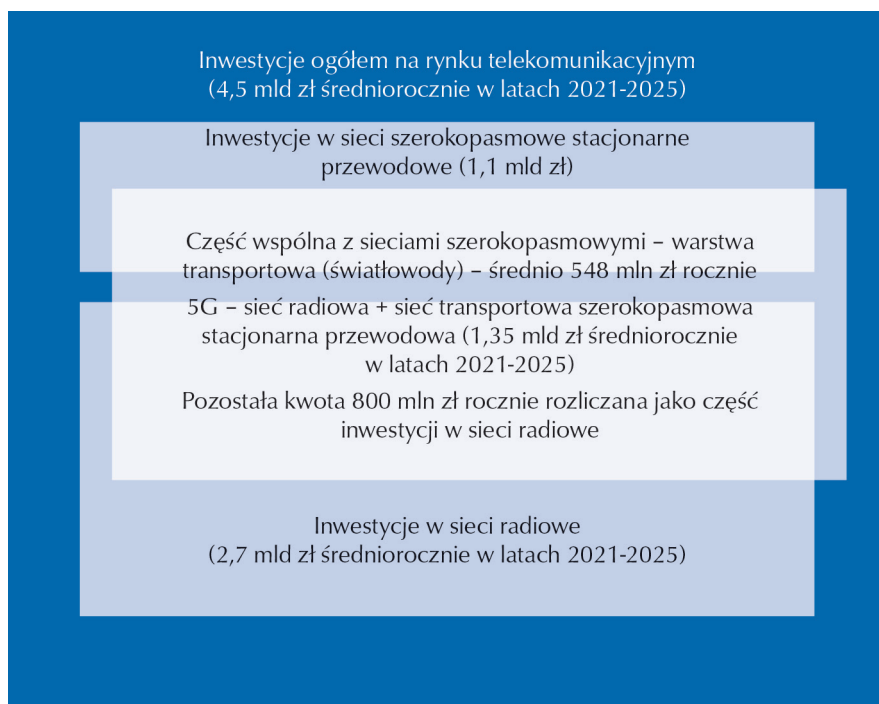 Inwestycje ogółem na rynku telekomunikacyjnym
(4,5 mld zł średniorocznie w latach 2021-2025)
Inwestycje w sieci szerokopasmowe stacjonarne
przewodowe (1,1 mld zł)
Część wspólna z sieciami szerokopasmowymi – warstwa
transportowa (światłowody) – średnio 548 mln zł rocznie
5G – sieć radiowa + sieć transportowa szerokopasmowa
stacjonarna przewodowa (1,35 mld zł średniorocznie
w latach 2021-2025)
Pozostała kwota 800 mln zł rocznie rozliczana jako część
inwestycji w sieci radiowe
Inwestycje w sieci radiowe
(2,7 mld zł średniorocznie w latach 2021-2025)